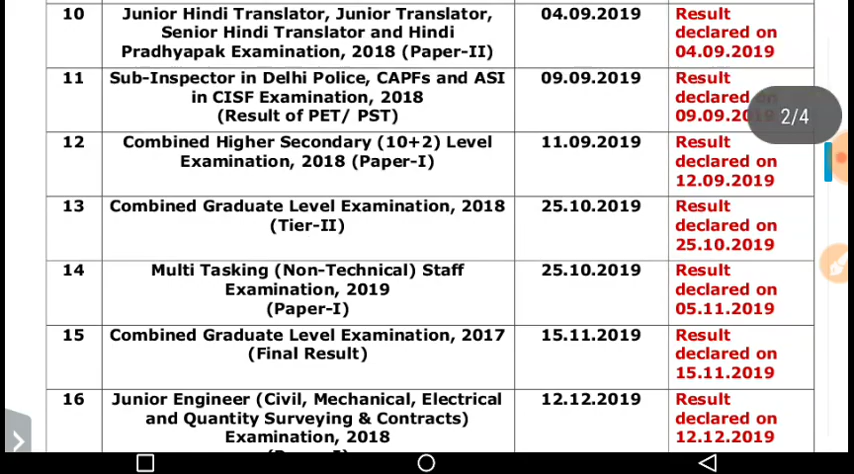 10 Junior Hindi Translator, Junior Translator, 04.09.2019 Result
Senior Hindi Translator and Hindi declared on
Pradhyapak Examination, 2018 (Paper-II) 04.09.2019
11 Sub-Inspector in Delhi Police, CAPFs and ASI 09.09.2019 Result
in CISF Examination, 2018 declared on
(Result of PET/ PST) 09.09.2019
2/4
12 Combined Higher Secondary (10+2) Level 11.09.2019 Result
Examination, 2018 (Paper-I) declared on
12.09.2019
13 Combined Graduate Level Examination, 2018 25.10.2019 Result
(Tier-II) declared on
25.10.2019
14 Multi Tasking (Non-Technical) Staff 25.10.2019 Result
Examination, 2019 declared on
(Paper-I) 05.11.2019
15 Combined Graduate Level Examination, 2017 15.11.2019 Result
(Final Result) declared on
15.11.2019
16 Junior Engineer (Civil, Mechanical, Electrical 12.12.2019 Result
and Quantity Surveying & Contracts) declared on
Examination, 2018 12.12.2019